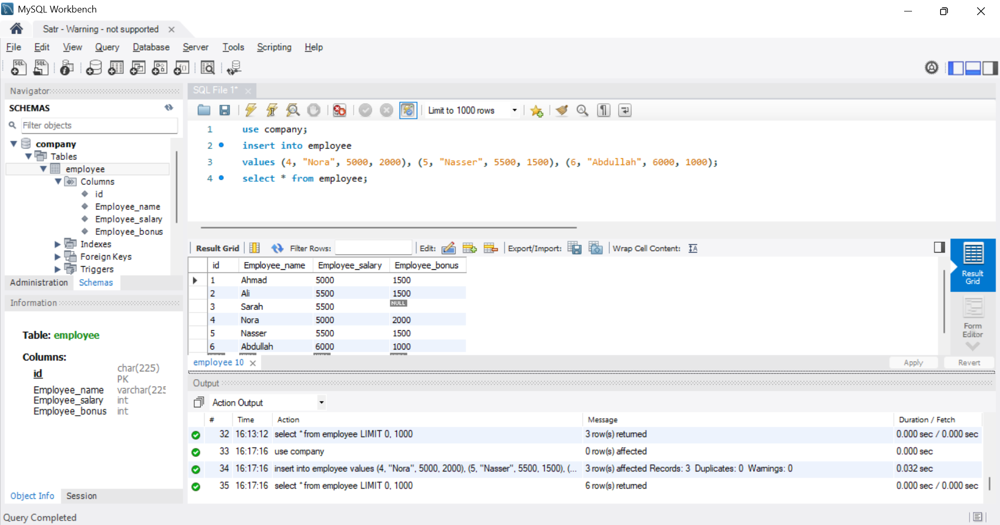 MySQL Workbench
Satr - Warning - not supported
File Edit View Query Database Server Tools Scripting Help
Navigator
SCHEMAS
Filter objects
company
Tables
employee
Columns
id
Employee_name
Employee_salary
Employee_bonus
Indexes
Foreign Keys
Triggers
Administration Schemas
Information
Table: employee
Columns:
id char(225) PK
Employee_name varchar(225
Employee_salary int
Employee_bonus int
Object Info Session
SQL File 1*
Limit to 1000 rows
1 use company;
2 insert into employee
3 values (4, "Nora", 5000, 2000), (5, "Nasser", 5500, 1500), (6, "Abdullah", 6000, 1000);
4 select * from employee;
Result Grid Filter Rows: Edit: Export/Import: Wrap Cell Content:
id Employee_name Employee_salary Employee_bonus
1 Ahmad 5000 1500
2 Ali 5500 1500
3 Sarah 5500 NULL
4 Nora 5000 2000
5 Nasser 5500 1500
6 Abdullah 6000 1000
Result Grid
Form Editor
employee 10
Apply Revert
Output
Action Output
# Time Action Message Duration / Fetch
32 16:13:12 select * from employee LIMIT 0, 1000 3 row(s) returned 0.000 sec / 0.000 sec
33 16:17:16 use company 0 row(s) affected 0.000 sec
34 16:17:16 insert into employee values (4, "Nora", 5000, 2000), (5, "Nasser", 5500, 1500), (... 3 row(s) affected Records: 3 Duplicates: 0 Warnings: 0 0.032 sec
35 16:17:16 select * from employee LIMIT 0, 1000 6 row(s) returned 0.000 sec / 0.000 sec
Query Completed